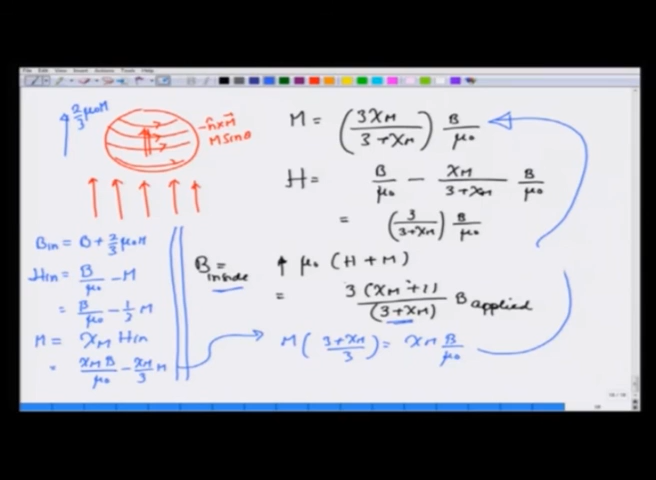 2/3 μ₀M
-n̂×M⃗
M sinθ
M = (3χM / 3+χM) B/μ₀
H = B/μ₀ - χM/3+χM B/μ₀
= (3/3+χM) B/μ₀
Bin = B + 2/3 μ₀M
Hin = B/μ₀ - M
= B/μ₀ - 1/3 M
M = χM Hin
= χM B/μ₀ - χM/3 M
B inside = μ₀ (H + M)
= 3(χM+1)/(3+χM) B applied
M (3+χM/3) = χM B/μ₀